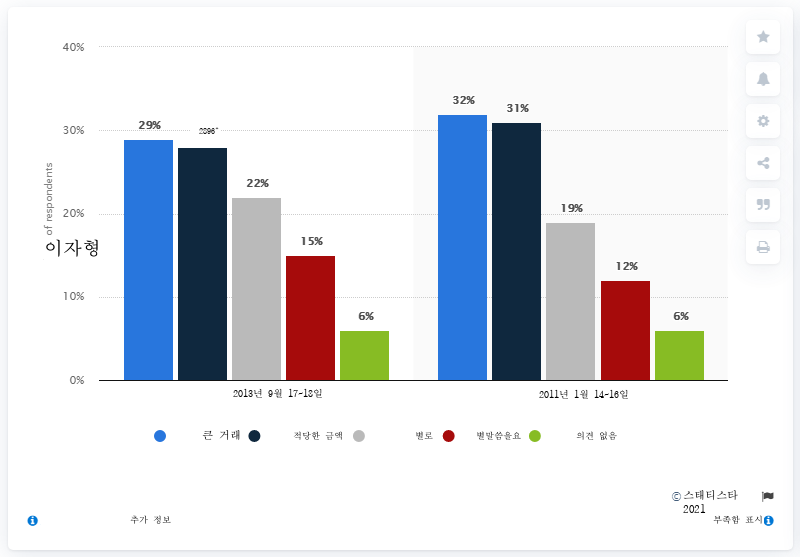 40%
30%
20%
10%
0%
of respondents
이자형
29%
22%
15%
6%
32%
31%
19%
12%
6%
2013년 9월 17-18일
2011년 1월 14-16일
큰 거래
적당한 금액
별로
별말씀을요
의견 없음
© 스태티스타
2021
추가 정보
부족함 표시